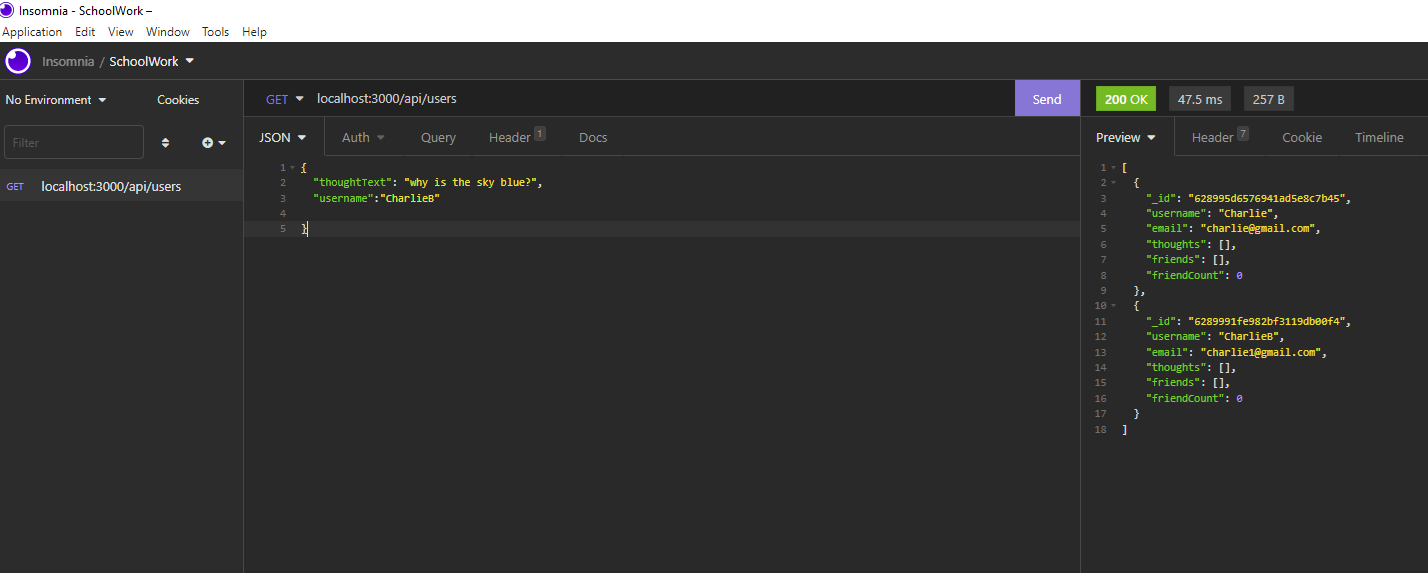 Insomnia - SchoolWork –
Application Edit View Window Tools Help
Insomnia / SchoolWork
No Environment Cookies
Filter
GET localhost:3000/api/users
GET localhost:3000/api/users Send
JSON Auth Query Header 1 Docs
1 {
2 "thoughtText": "why is the sky blue?",
3 "username":"CharlieB"
4
5 }
200 OK 47.5 ms 257 B
Preview Header 7 Cookie Timeline
1 [
2 {
3 "_id": "628995d6576941ad5e8c7b45",
4 "username": "Charlie",
5 "email": "charlie@gmail.com",
6 "thoughts": [],
7 "friends": [],
8 "friendCount": 0
9 },
10 {
11 "_id": "6289991fe982bf3119db00f4",
12 "username": "CharlieB",
13 "email": "charlie1@gmail.com",
14 "thoughts": [],
15 "friends": [],
16 "friendCount": 0
17 }
18 ]